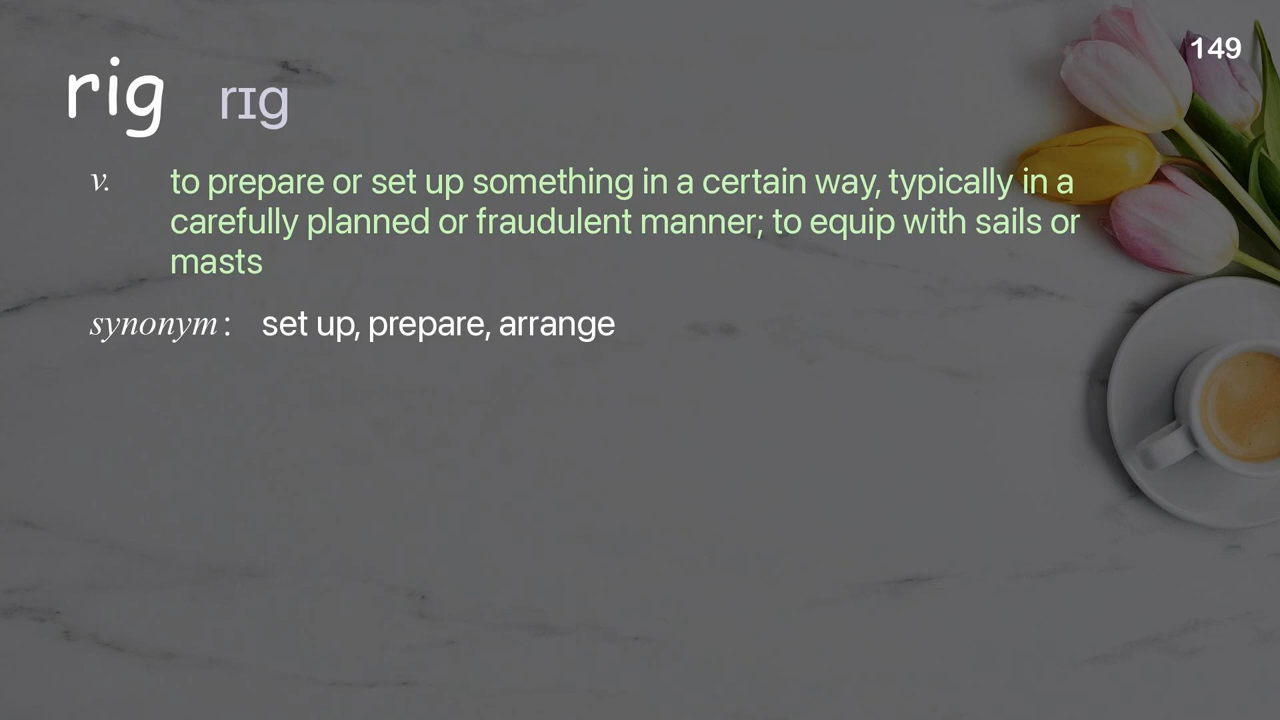 149
rig rɪg
v. to prepare or set up something in a certain way, typically in a
carefully planned or fraudulent manner; to equip with sails or
masts
synonym: set up, prepare, arrange